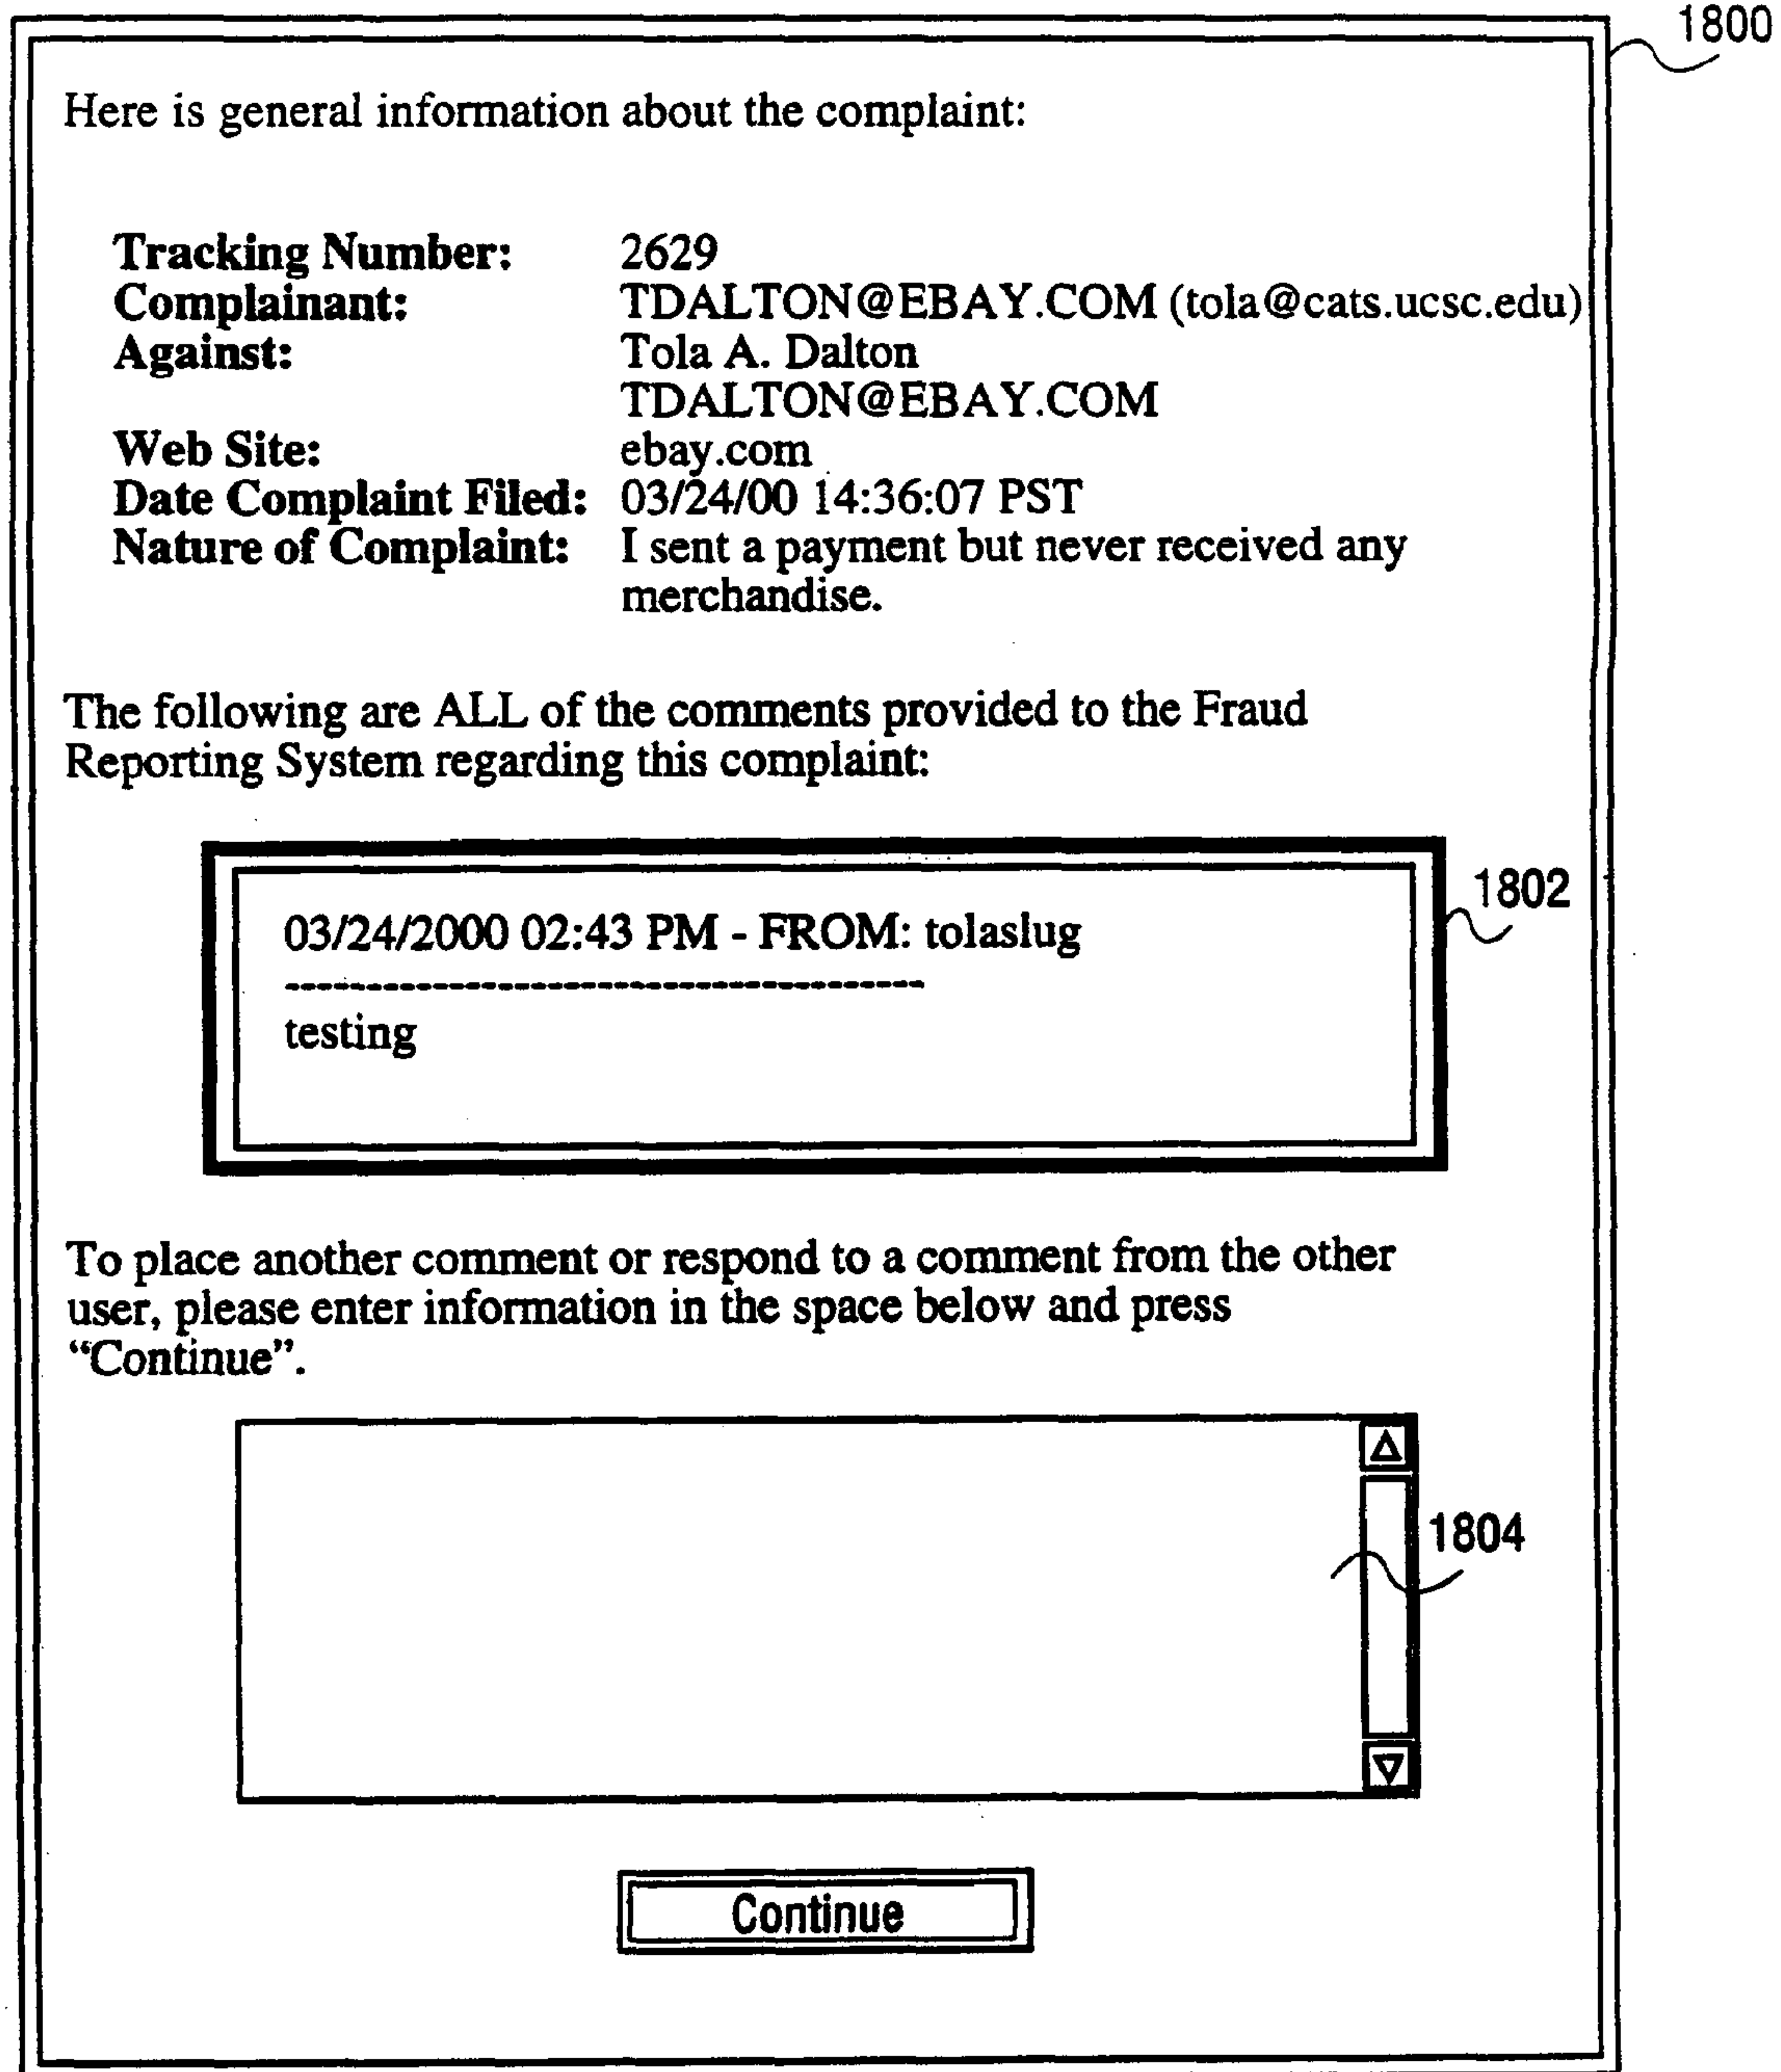 1800
Here is general information about the complaint:
Tracking Number: 2629
Complainant: TDALTON@EBAY.COM (tola@cats.ucsc.edu)
Against: Tola A. Dalton
TDALTON@EBAY.COM
Web Site: ebay.com
Date Complaint Filed: 03/24/00 14:36:07 PST
Nature of Complaint: I sent a payment but never received any
merchandise.
The following are ALL of the comments provided to the Fraud
Reporting System regarding this complaint:
1802
03/24/2000 02:43 PM - FROM: tolaslug
---------------------------------------
testing
To place another comment or respond to a comment from the other
user, please enter information in the space below and press
“Continue”.
1804
Continue